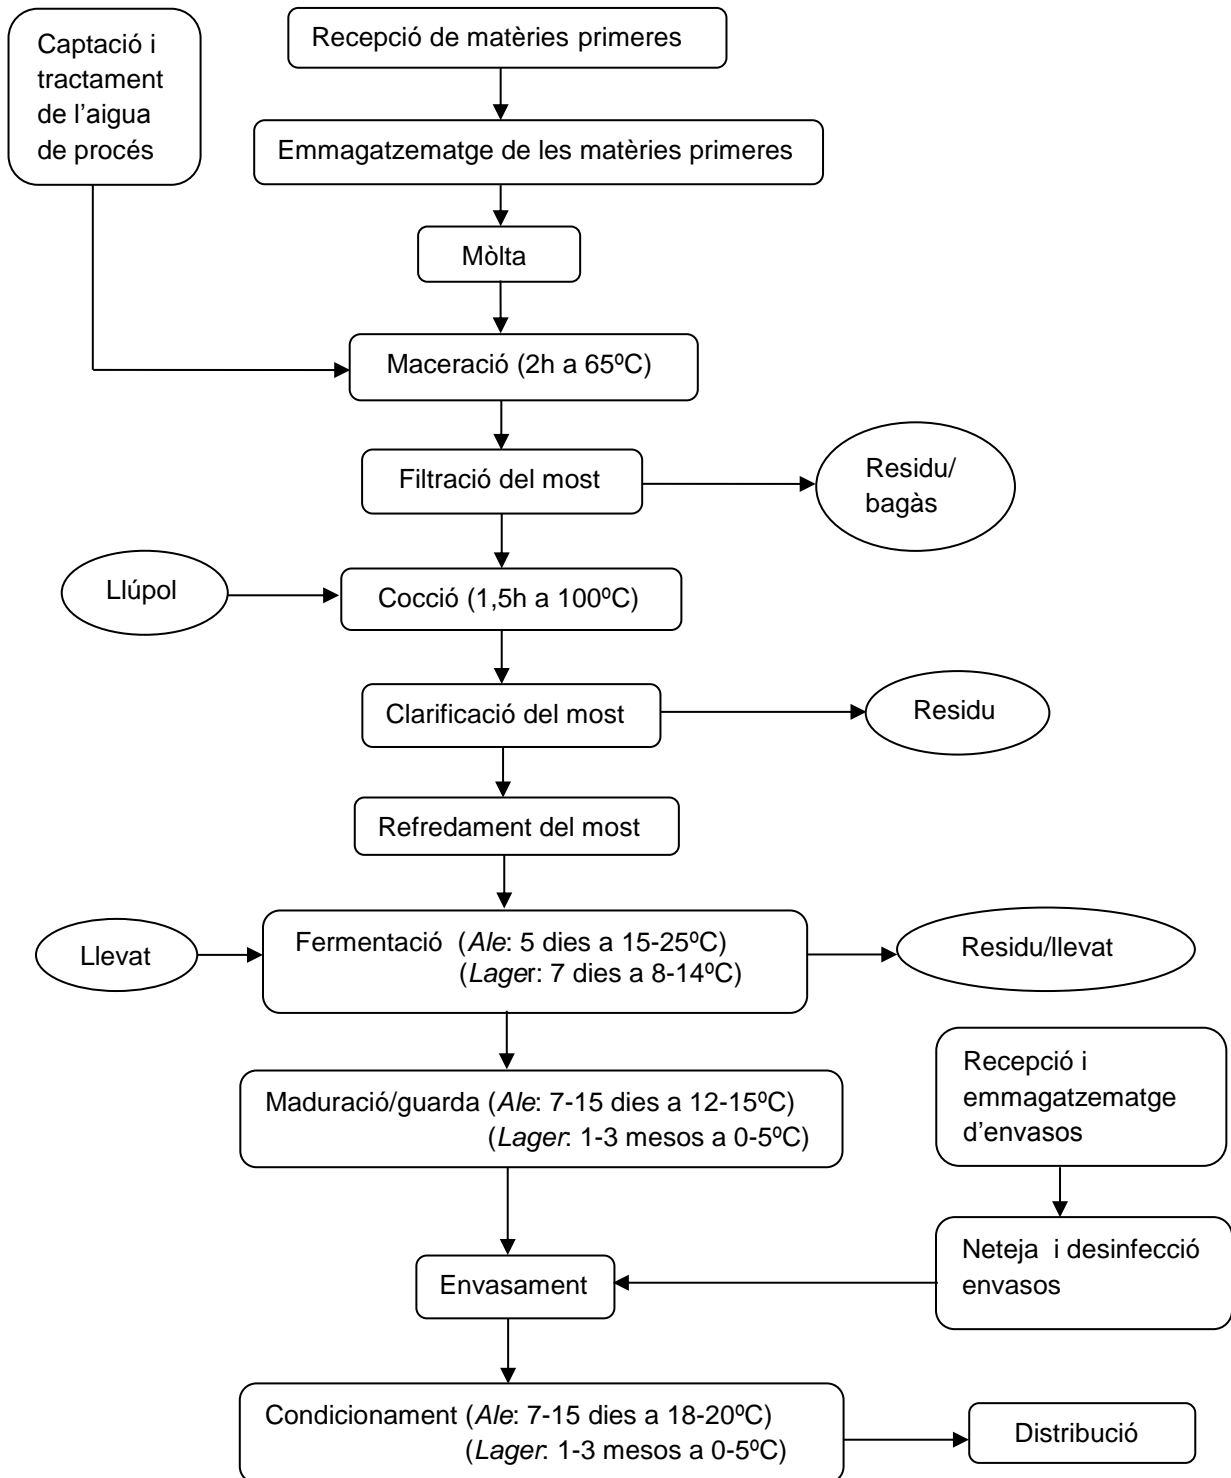 Captació i
tractament
de l’aigua
de procés
Recepció de matèries primeres
Emmagatzematge de les matèries primeres
Mòlta
Maceració (2h a 65ºC)
Filtració del most
Residu/
bagàs
Llúpol
Cocció (1,5h a 100ºC)
Clarificació del most
Residu
Refredament del most
Llevat
Fermentació (Ale: 5 dies a 15-25ºC)
(Lager: 7 dies a 8-14ºC)
Residu/llevat
Maduració/guarda (Ale: 7-15 dies a 12-15ºC)
(Lager: 1-3 mesos a 0-5ºC)
Recepció i
emmagatzematge
d’envasos
Neteja i desinfecció
envasos
Envasament
Condicionament (Ale: 7-15 dies a 18-20ºC)
(Lager: 1-3 mesos a 0-5ºC)
Distribució